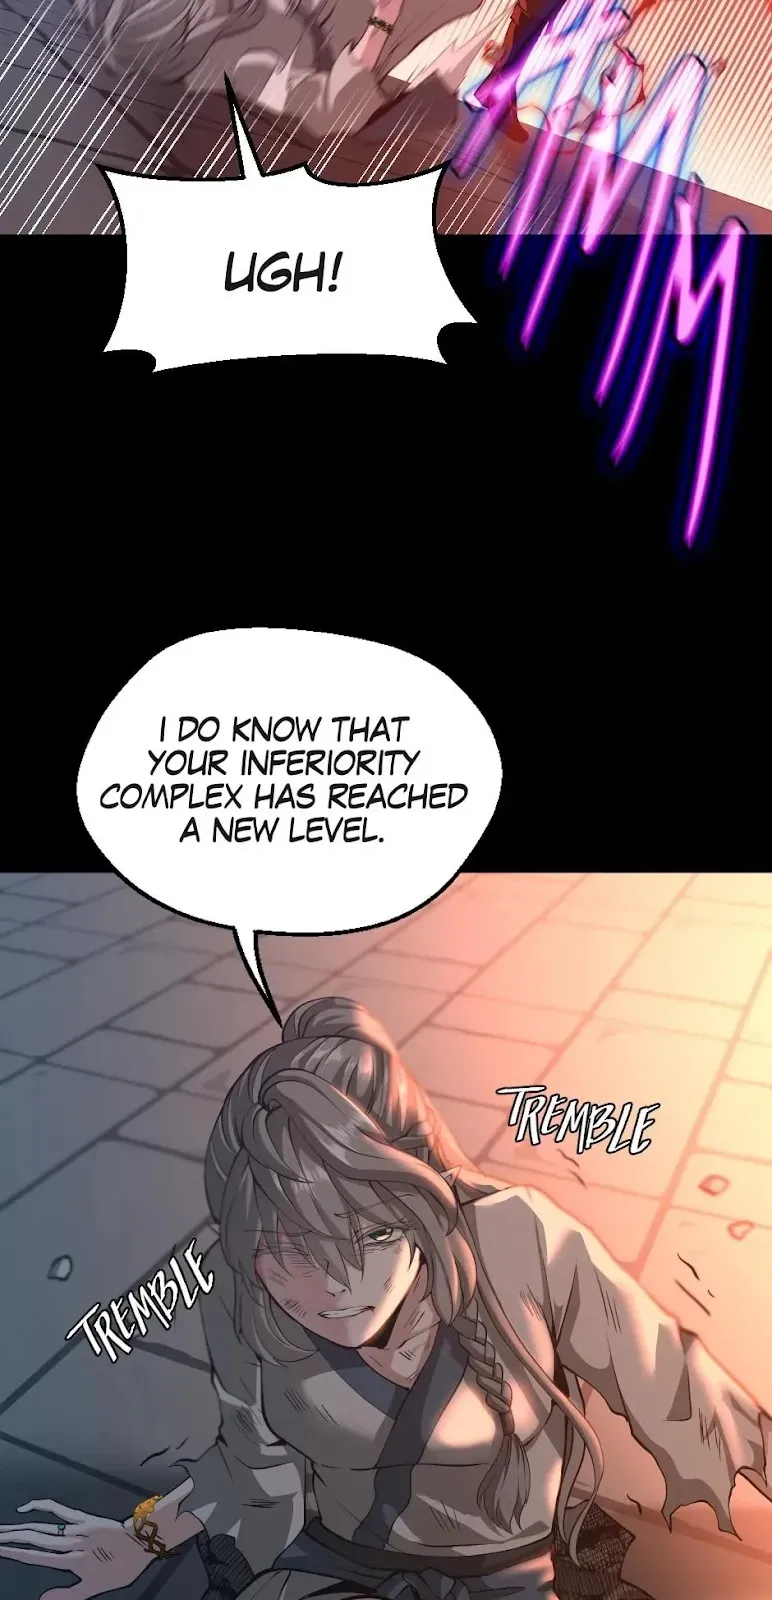 UGH!
I DO KNOW THAT
YOUR INFERIORITY
COMPLEX HAS REACHED
A NEW LEVEL.
TREMBLE
TREMBLE